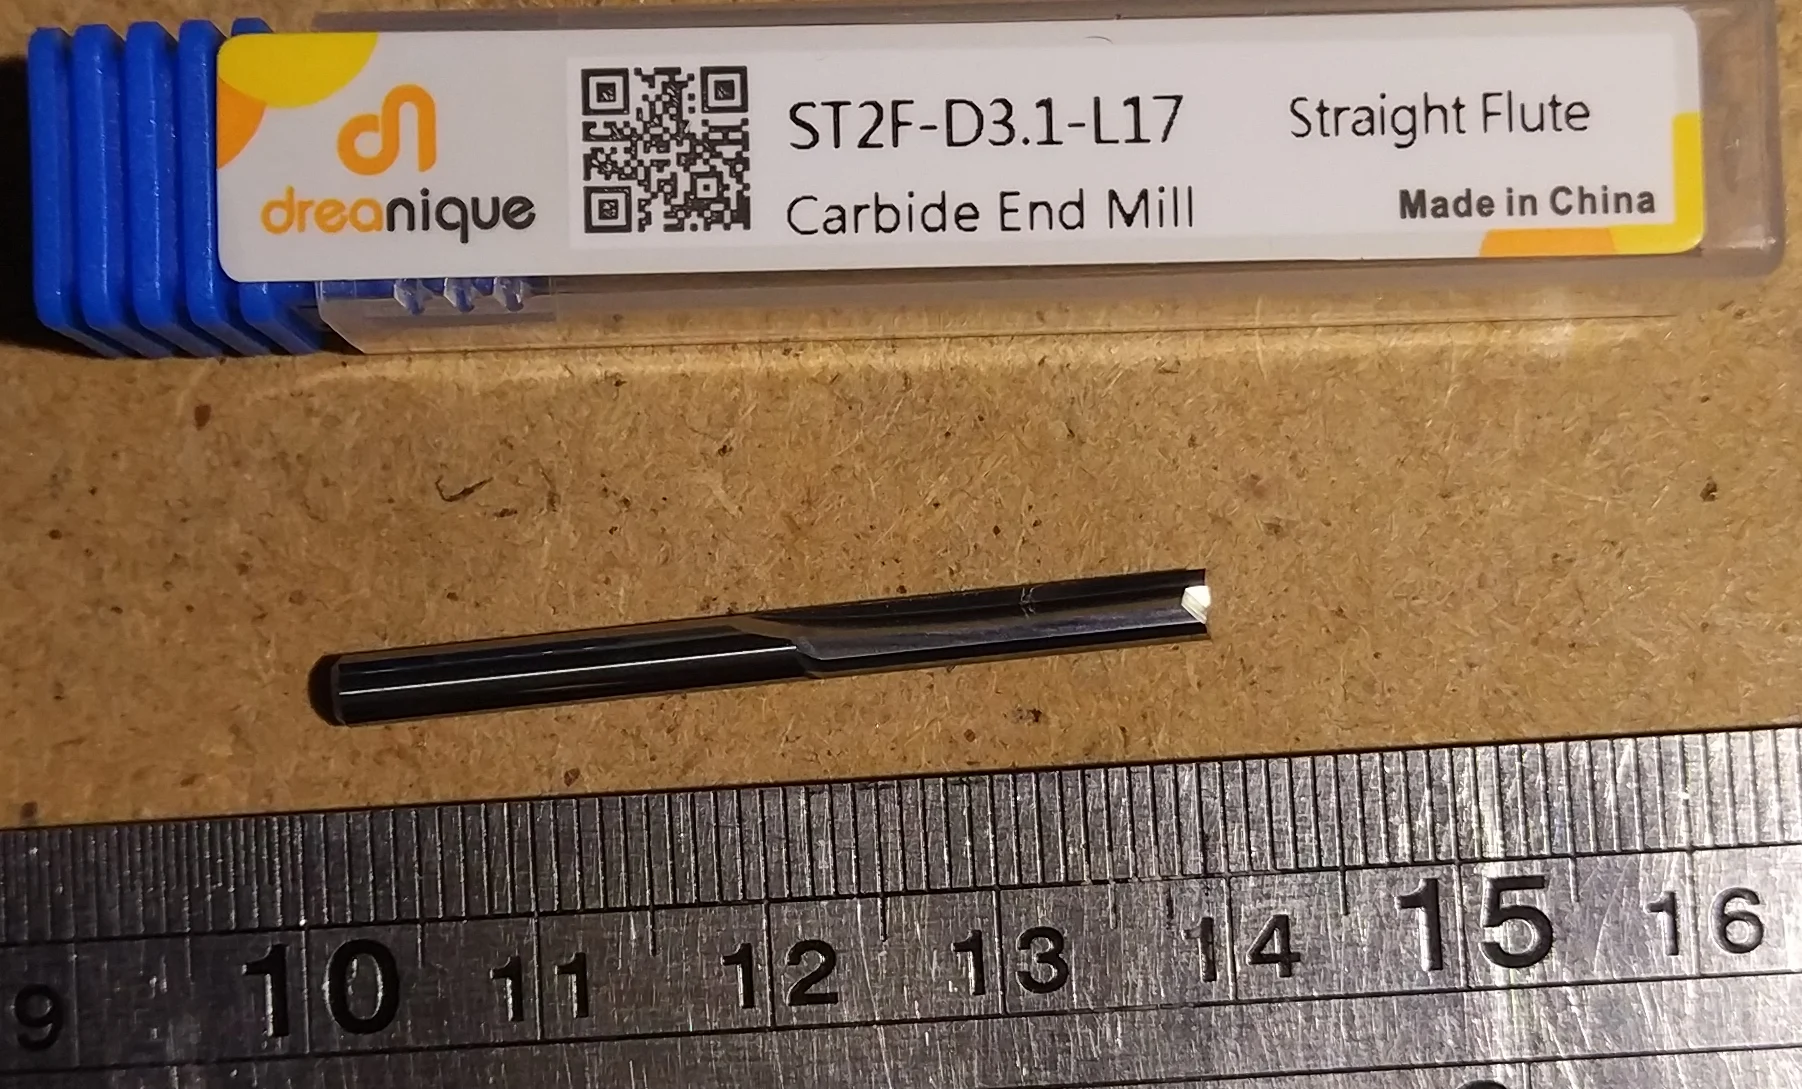 dreanique
ST2F-D3.1-L17
Straight Flute
Carbide End Mill
Made in China
9 10 11 12 13 14 15 16